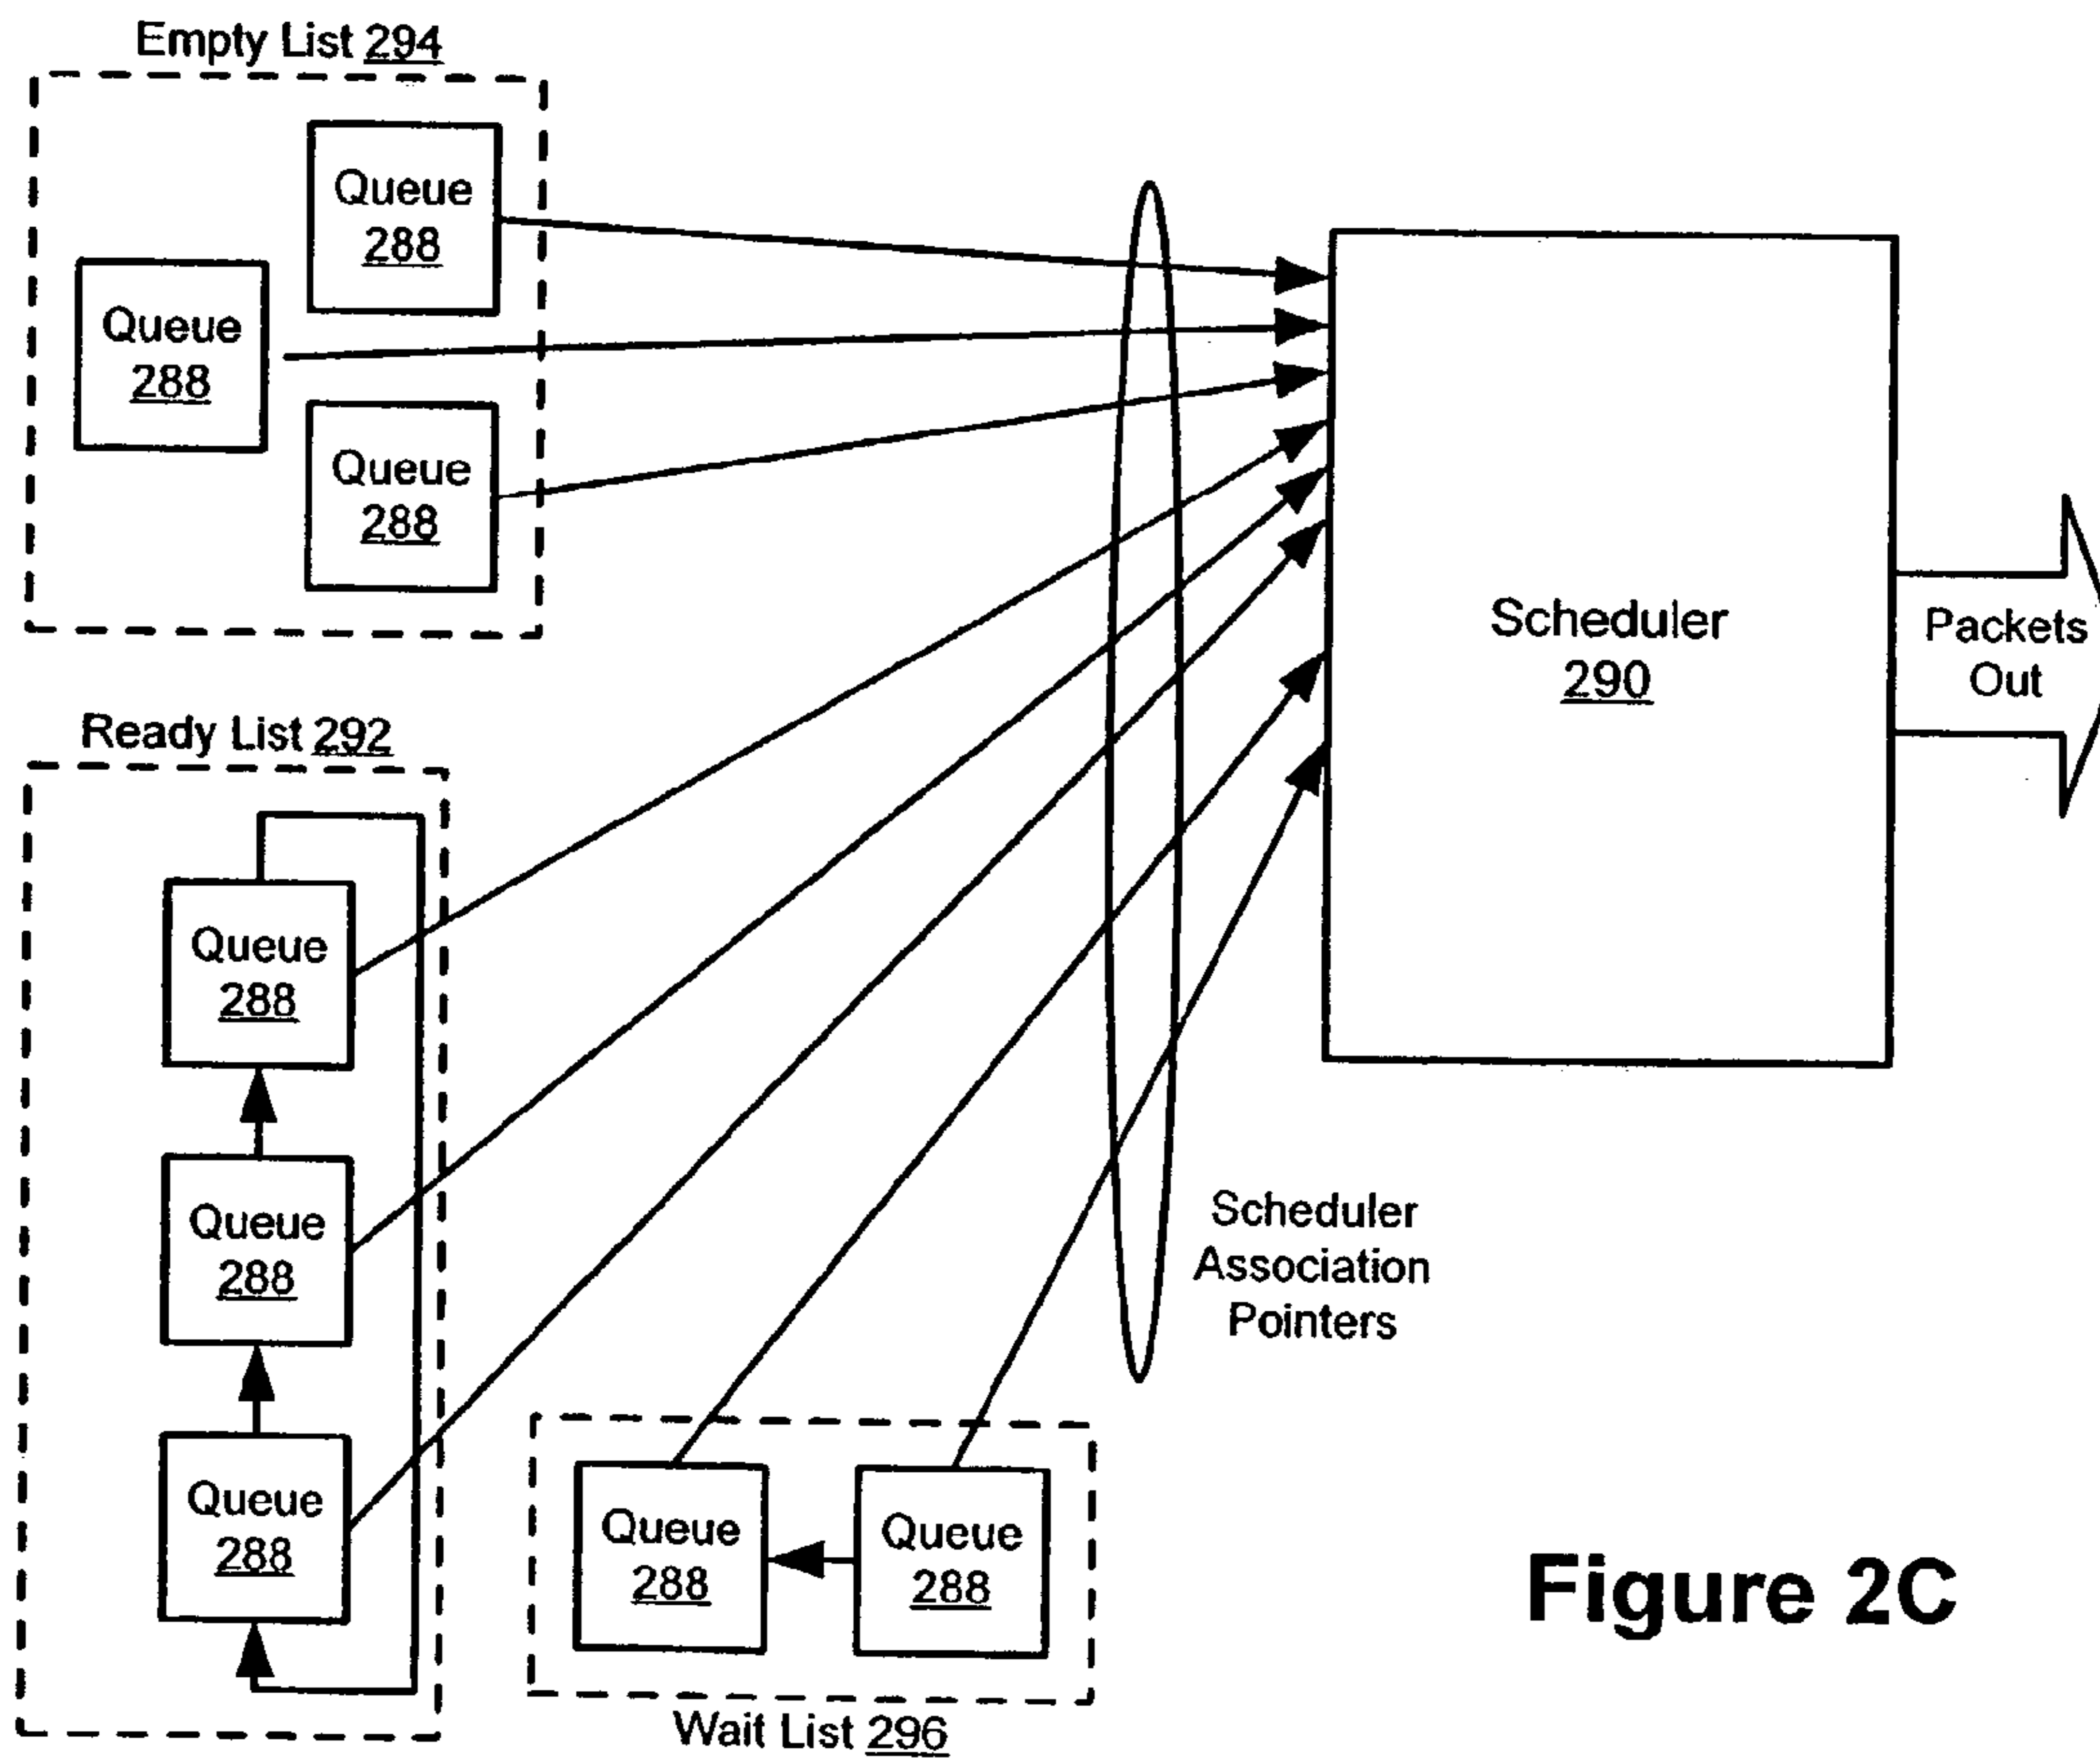 Empty List 294
Queue
288
Queue
288
Queue
288
Scheduler
290
Packets
Out
Ready List 292
Queue
288
Queue
288
Queue
288
Scheduler
Association
Pointers
Queue
288
Queue
288
Wait List 296
Figure 2C